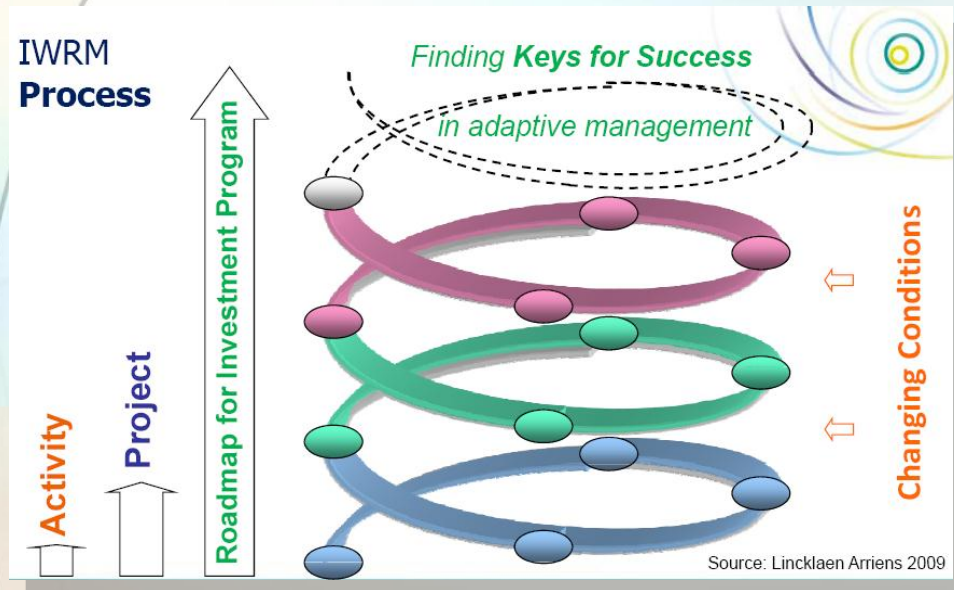 IWRM
Process
Finding Keys for Success
in adaptive management
Activity
Project
Roadmap for Investment Program
Changing Conditions
Source: Lincklaen Arriens 2009